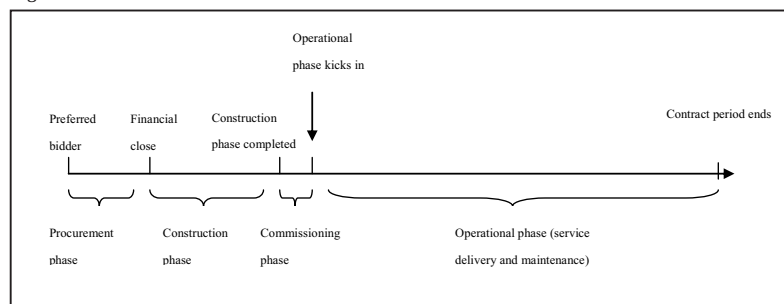 Operational
phase kicks in
Contract period ends
Preferred
bidder
Financial
close
Construction
phase completed
Procurement
phase
Construction
phase
Commissioning
phase
Operational phase (service
delivery and maintenance)